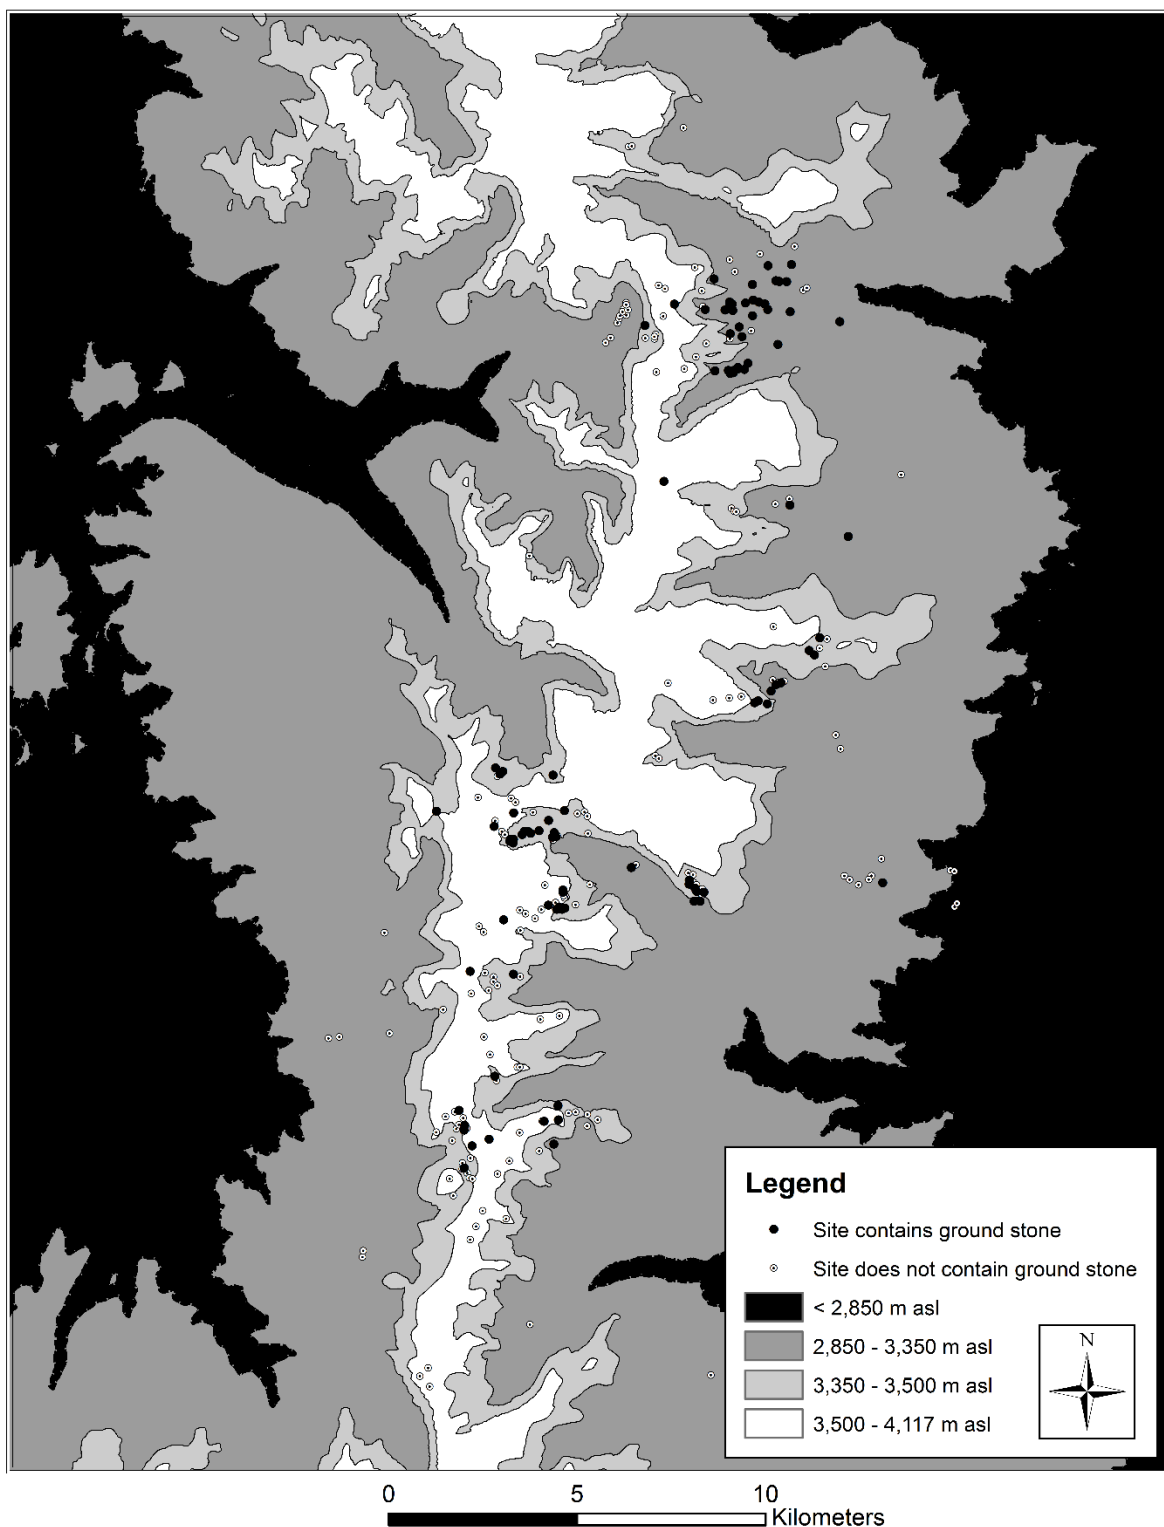 Legend
Site contains ground stone
Site does not contain ground stone
< 2,850 m asl
2,850 - 3,350 m asl
3,350 - 3,500 m asl
3,500 - 4,117 m asl
N
0 5 10
Kilometers